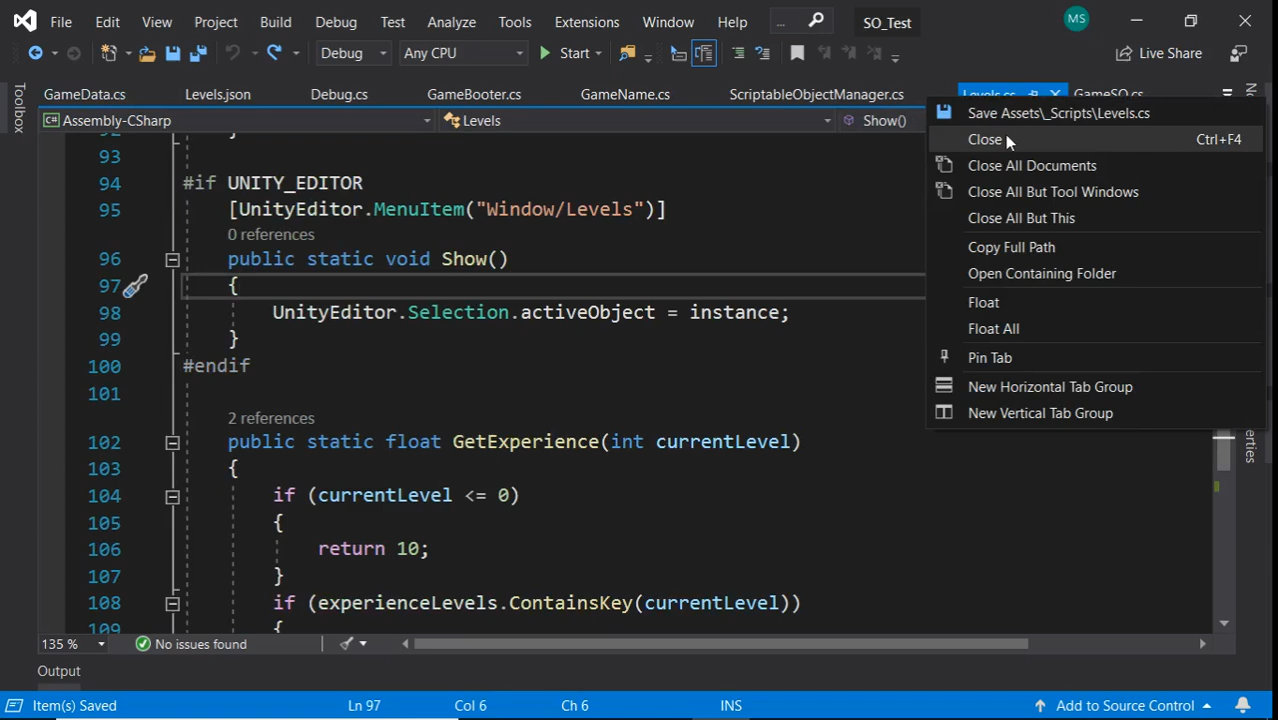 File Edit View Project Build Debug Test Analyze Tools Extensions Window Help ... SO_Test MS
Debug Any CPU Start Live Share
Toolbox
GameData.cs Levels.json Debug.cs GameBooter.cs GameName.cs ScriptableObjectManager.cs Levels.cs GameSO.cs
Assembly-CSharp Levels Show()
Save Assets\_Scripts\Levels.cs
Close Ctrl+F4
Close All Documents
Close All But Tool Windows
Close All But This
Copy Full Path
Open Containing Folder
Float
Float All
Pin Tab
New Horizontal Tab Group
New Vertical Tab Group
92 }
93
94 #if UNITY_EDITOR
95 [UnityEditor.MenuItem("Window/Levels")]
0 references
96 public static void Show()
97 {
98 UnityEditor.Selection.activeObject = instance;
99 }
100 #endif
101
2 references
102 public static float GetExperience(int currentLevel)
103 {
104 if (currentLevel <= 0)
105 {
106 return 10;
107 }
108 if (experienceLevels.ContainsKey(currentLevel))
109 {
135 % No issues found
Output
Item(s) Saved Ln 97 Col 6 Ch 6 INS Add to Source Control